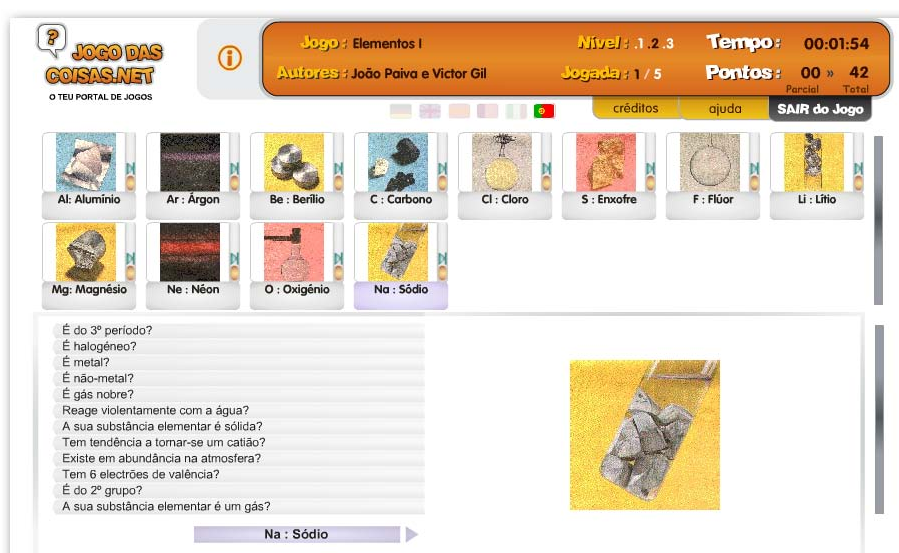 ?
JOGO DAS
COISAS.NET
O TEU PORTAL DE JOGOS
i
Jogo : Elementos I
Autores : João Paiva e Victor Gil
Nível : .1 .2 .3
Jogada : 1 / 5
Tempo : 00:01:54
Pontos : 00 » 42
Parcial Total
créditos
ajuda
SAIR do Jogo
Al: Alumínio
Ar : Árgon
Be : Berílio
C : Carbono
Cl : Cloro
S : Enxofre
F : Flúor
Li : Lítio
Mg: Magnésio
Ne : Néon
O : Oxigénio
Na : Sódio
É do 3º período?
É halogéneo?
É metal?
É não-metal?
É gás nobre?
Reage violentamente com a água?
A sua substância elementar é sólida?
Tem tendência a tornar-se um catião?
Existe em abundância na atmosfera?
Tem 6 electrões de valência?
É do 2º grupo?
A sua substância elementar é um gás?
Na : Sódio